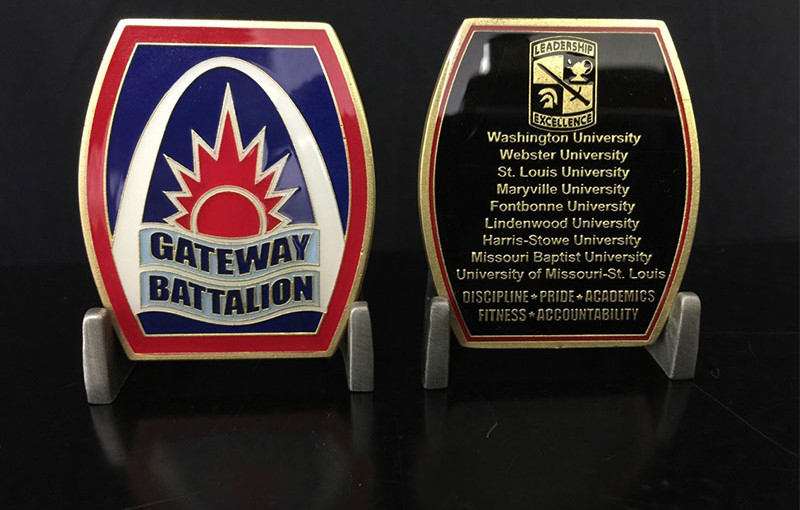 GATEWAY
BATTALION
LEADERSHIP
EXCELLENCE
Washington University
Webster University
St. Louis University
Maryville University
Fontbonne University
Lindenwood University
Harris-Stowe University
Missouri Baptist University
University of Missouri-St. Louis
DISCIPLINE★PRIDE★ACADEMICS
FITNESS★ACCOUNTABILITY